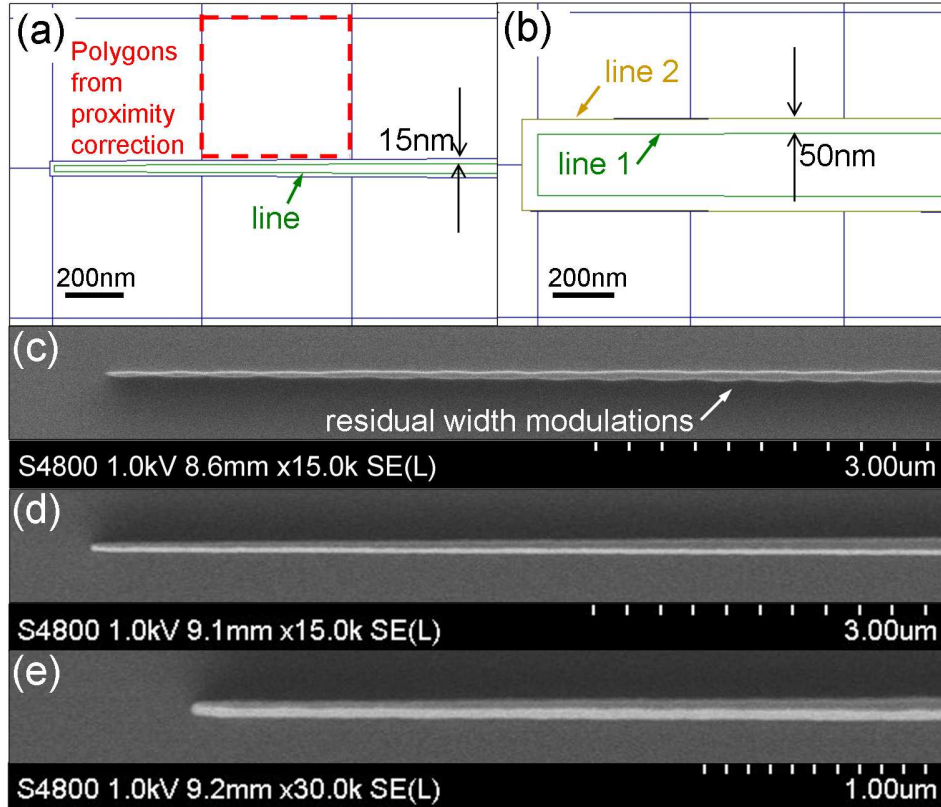 (a)
Polygons
from
proximity
correction
15nm
line
200nm
(b)
line 2
line 1
50nm
200nm
(c)
residual width modulations
S4800 1.0kV 8.6mm x15.0k SE(L) 3.00um
(d)
S4800 1.0kV 9.1mm x15.0k SE(L) 3.00um
(e)
S4800 1.0kV 9.2mm x30.0k SE(L) 1.00um